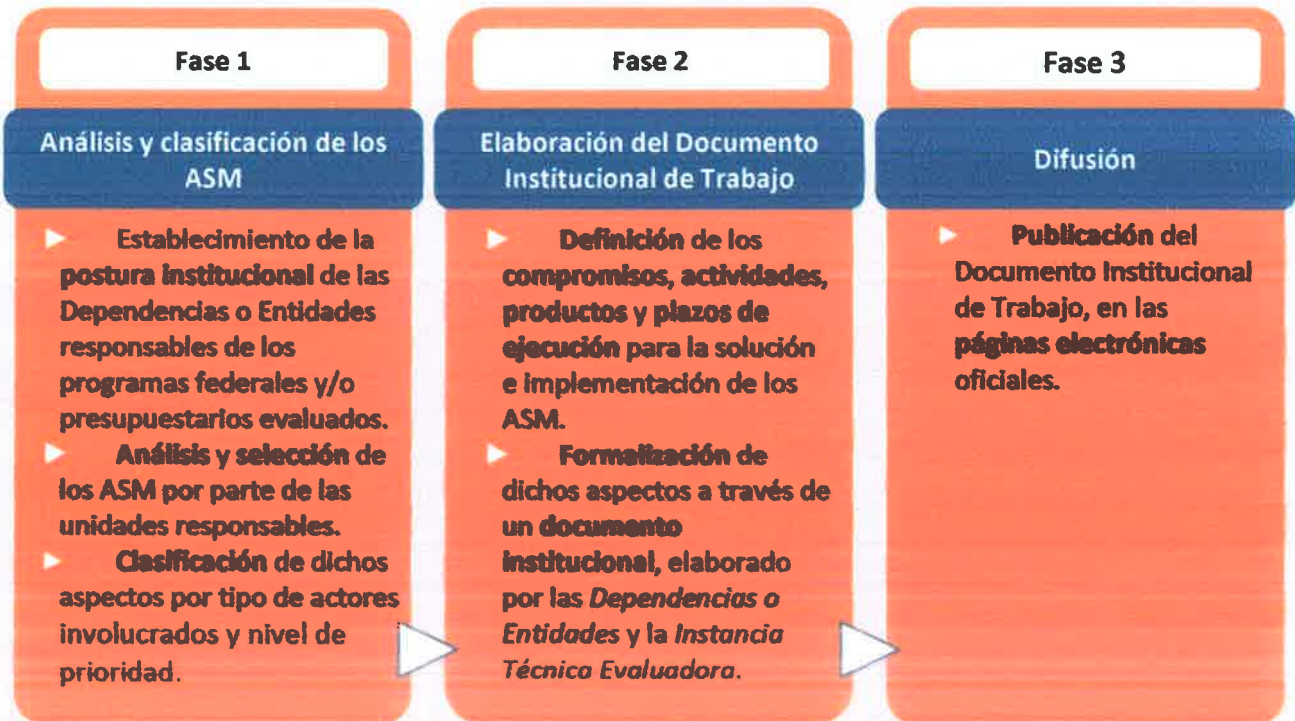 Fase 1
Análisis y clasificación de los
ASM
Establecimiento de la
postura institucional de las
Dependencias o Entidades
responsables de los
programas federales y/o
presupuestarios evaluados.
Análisis y selección de
los ASM por parte de las
unidades responsables.
Clasificación de dichos
aspectos por tipo de actores
involucrados y nivel de
prioridad.
Fase 2
Elaboración del Documento
Institucional de Trabajo
Definición de los
compromisos, actividades,
productos y plazos de
ejecución para la solución
e implementación de los
ASM.
Formalización de
dichos aspectos a través de
un documento
institucional, elaborado
por las Dependencias o
Entidades y la Instancia
Técnica Evaluadora.
Fase 3
Difusión
Publicación del
Documento Institucional
de Trabajo, en las
páginas electrónicas
oficiales.